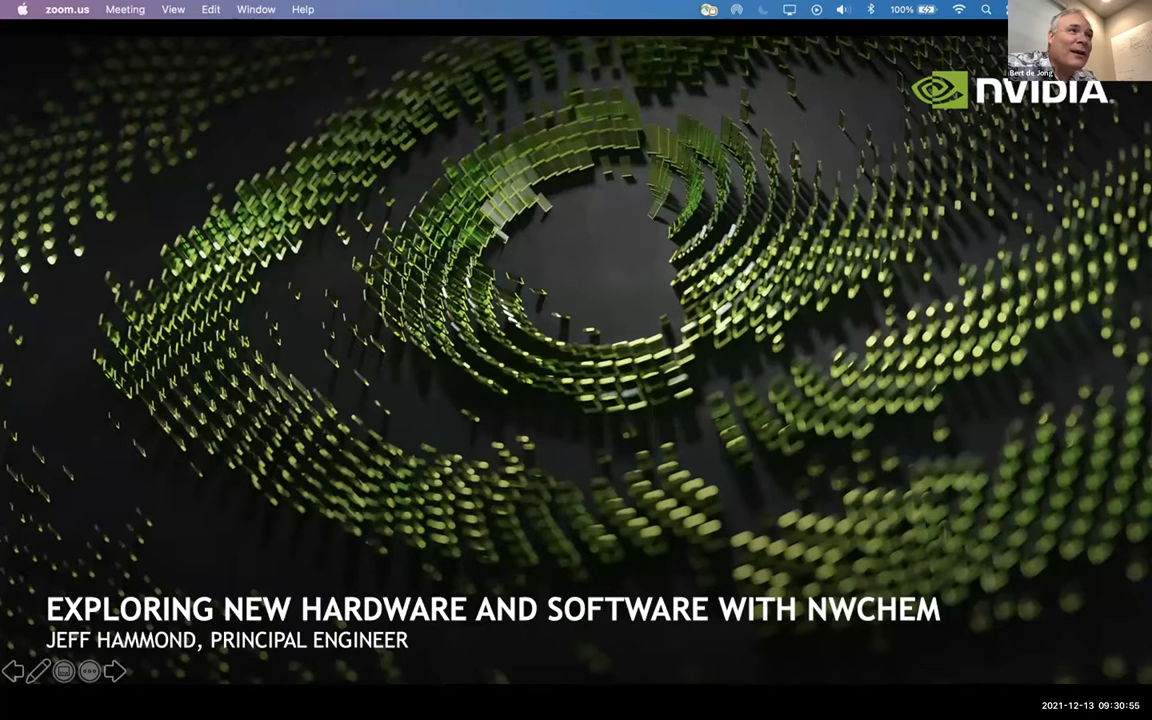 zoom.us Meeting View Edit Window Help 100%
Bert de Jong
NVIDIA
EXPLORING NEW HARDWARE AND SOFTWARE WITH NWCHEM
JEFF HAMMOND, PRINCIPAL ENGINEER
2021-12-13 09:30:55